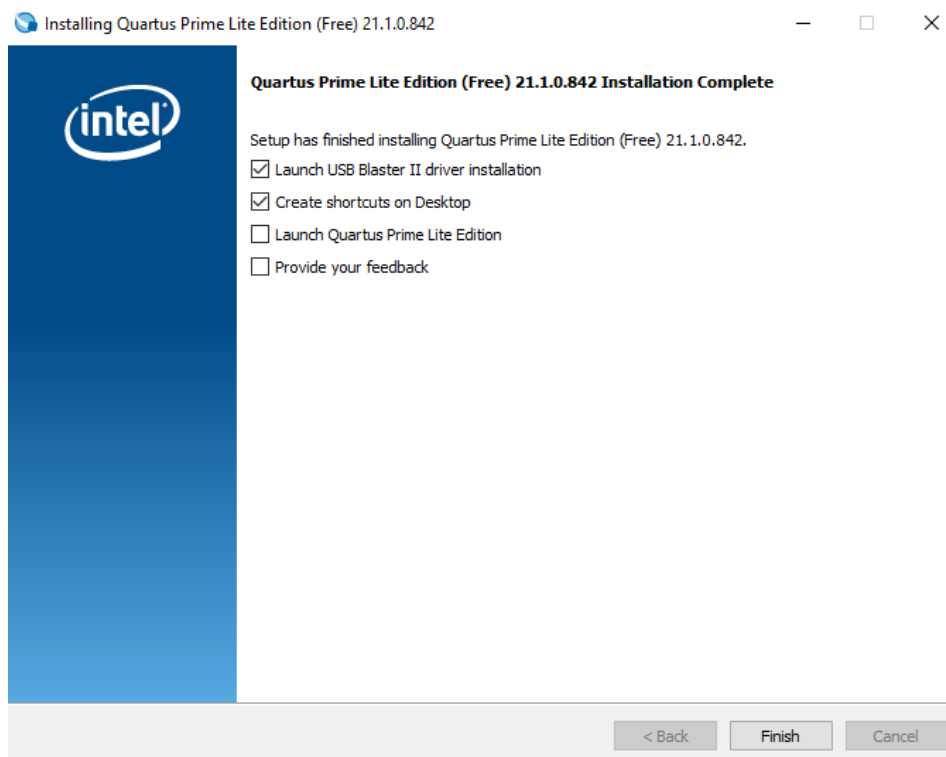 Installing Quartus Prime Lite Edition (Free) 21.1.0.842
intel
Quartus Prime Lite Edition (Free) 21.1.0.842 Installation Complete
Setup has finished installing Quartus Prime Lite Edition (Free) 21.1.0.842.
Launch USB Blaster II driver installation
Create shortcuts on Desktop
Launch Quartus Prime Lite Edition
Provide your feedback
< Back Finish Cancel